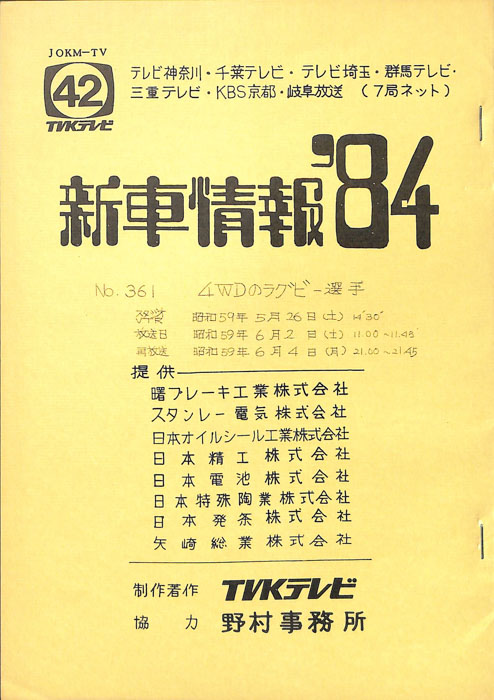 JOKM-TV
42
TVKテレビ
テレビ神奈川・千葉テレビ・テレビ埼玉・群馬テレビ・
三重テレビ・KBS京都・岐阜放送 (7局ネット)
新車情報'84
No. 361 4WDのラグビー選手
昭和59年5月26日(土) 14°30'
放送日 昭和59年6月2日(土) 11.00~11.45
再放送 昭和59年6月4日(月) 21.00~21.45
提供
曙ブレーキ工業株式会社
スタンレー電気株式会社
日本オイルシール工業株式会社
日本精工株式会社
日本電池株式会社
日本特殊陶業株式会社
日本発条株式会社
矢崎総業株式会社
制作著作 TVKテレビ
協力 野村事務所